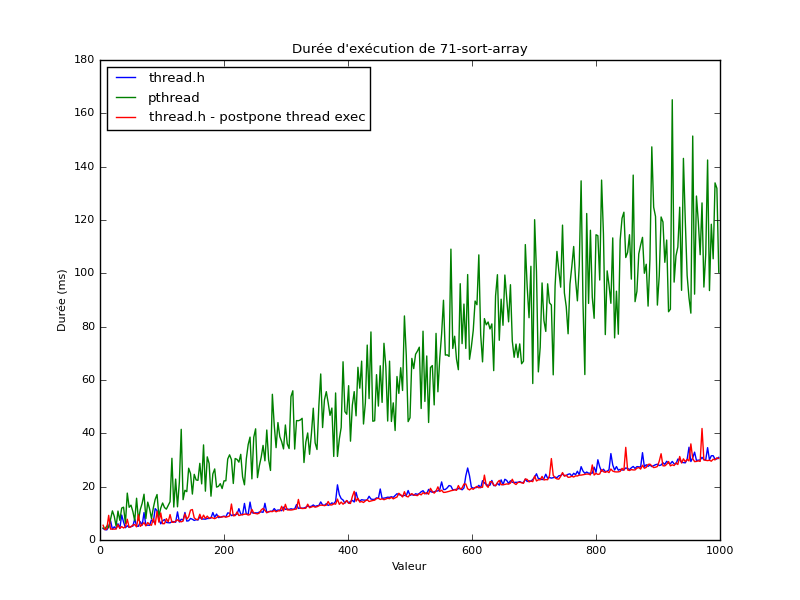 Durée d'exécution de 71-sort-array
thread.h
pthread
thread.h - postpone thread exec
180
160
140
120
100
80
60
40
20
0
0 200 400 600 800 1000
Durée (ms)
Valeur